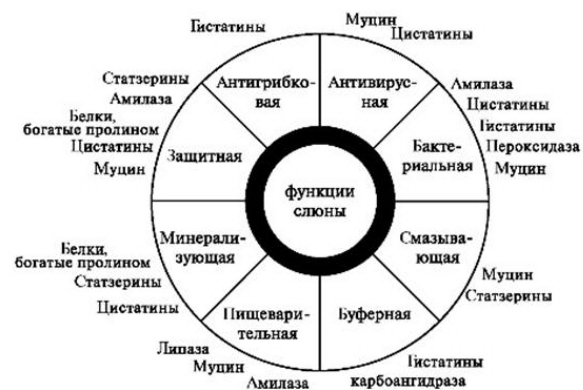 Гистатины
Муцин
Цистатины
Антигрибко-
вая
Антивирус-
ная
Статзерины
Амилаза
Белки,
богатые пролином
Цистатины
Муцин
Защитная
Амилаза
Цистатины
Гистатины
Пероксидаза
Муцин
Бакте-
риальная
функции
слюны
Минерали-
зующая
Белки,
богатые пролином
Статзерины
Цистатины
Смазыва-
ющая
Муцин
Статзерины
Пищевари-
тельная
Липаза
Муцин
Амилаза
Буферная
Гистатины
карбоангидраза